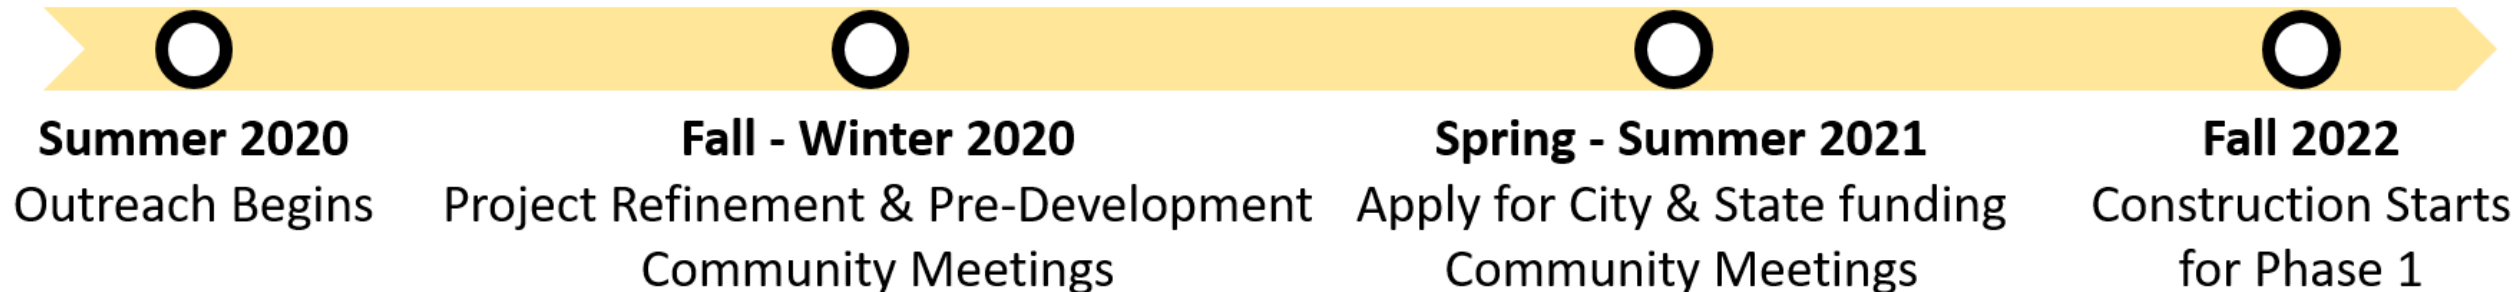 Summer 2020
Outreach Begins
Fall - Winter 2020
Project Refinement & Pre-Development
Community Meetings
Spring - Summer 2021
Apply for City & State funding
Community Meetings
Fall 2022
Construction Starts
for Phase 1